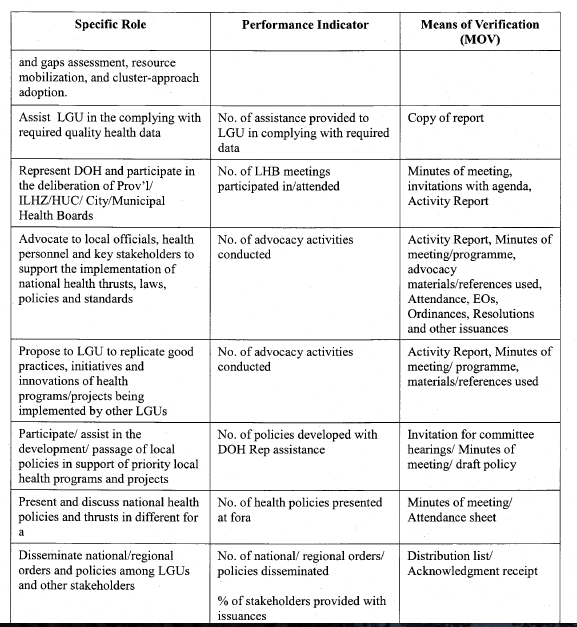 Specific Role
Performance Indicator
Means of Verification
(MOV)
and gaps assessment, resource
mobilization, and cluster-approach
adoption.
Assist LGU in the complying with
required quality health data
No. of assistance provided to
LGU in complying with required
data
Copy of report
Represent DOH and participate in
the deliberation of Prov'l/
ILHZ/HUC/ City/Municipal
Health Boards
No. of LHB meetings
participated in/attended
Minutes of meeting,
invitations with agenda,
Activity Report
Advocate to local officials, health
personnel and key stakeholders to
support the implementation of
national health thrusts, laws,
policies and standards
No. of advocacy activities
conducted
Activity Report, Minutes of
meeting/programme,
advocacy
materials/references used,
Attendance, EOs,
Ordinances, Resolutions
and other issuances
Propose to LGU to replicate good
practices, initiatives and
innovations of health
programs/projects being
implemented by other LGUs
No. of advocacy activities
conducted
Activity Report, Minutes of
meeting/ programme,
materials/references used
Participate/ assist in the
development/ passage of local
policies in support of priority local
health programs and projects
No. of policies developed with
DOH Rep assistance
Invitation for committee
hearings/ Minutes of
meeting/ draft policy
Present and discuss national health
policies and thrusts in different for
a
No. of health policies presented
at fora
Minutes of meeting/
Attendance sheet
Disseminate national/regional
orders and policies among LGUs
and other stakeholders
No. of national/ regional orders/
policies disseminated
% of stakeholders provided with
issuances
Distribution list/
Acknowledgment receipt